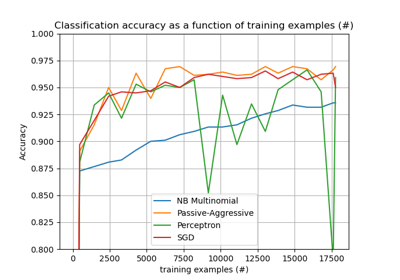 Classification accuracy as a function of training examples (#)
1.000
0.975
0.950
0.925
0.900
0.875
0.850
0.825
0.800
Accuracy
NB Multinomial
Passive-Aggressive
Perceptron
SGD
0 2500 5000 7500 10000 12500 15000 17500
training examples (#)